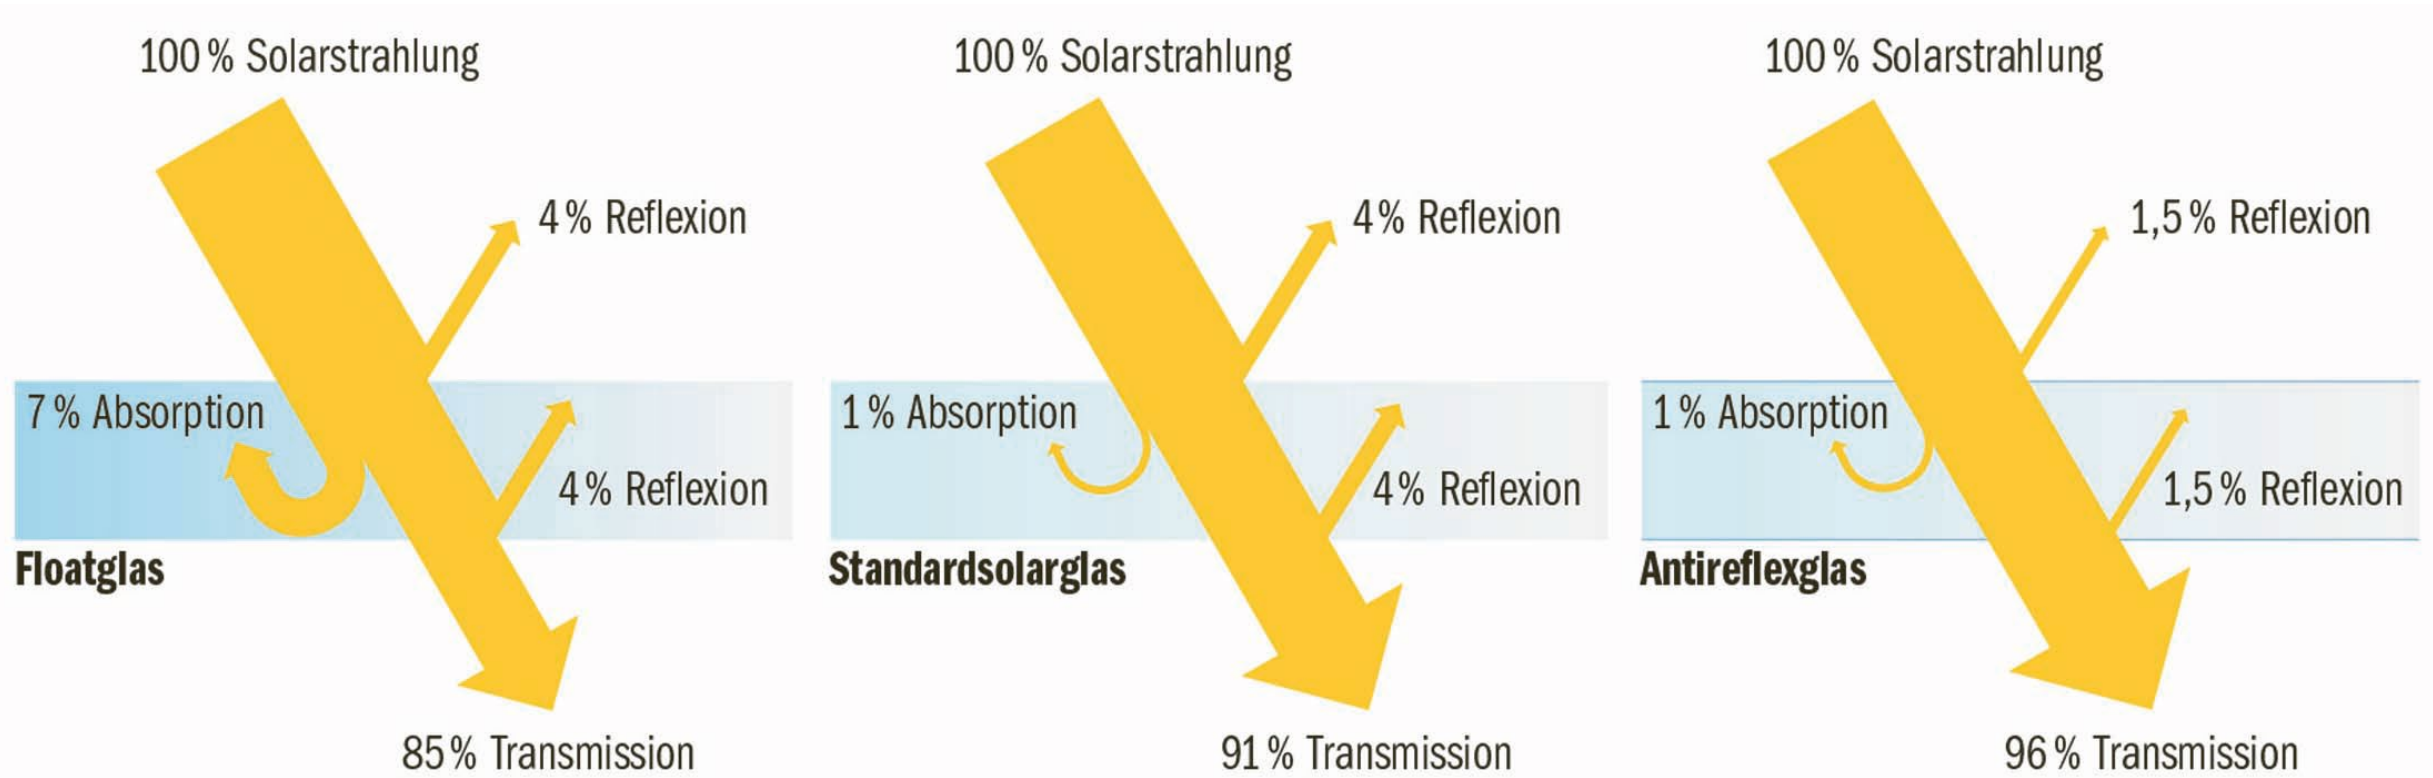 100 % Solarstrahlung
4 % Reflexion
7 % Absorption
4 % Reflexion
Floatglas
85 % Transmission
100 % Solarstrahlung
4 % Reflexion
1 % Absorption
4 % Reflexion
Standardsolarglas
91 % Transmission
100 % Solarstrahlung
1,5 % Reflexion
1 % Absorption
1,5 % Reflexion
Antireflexglas
96 % Transmission